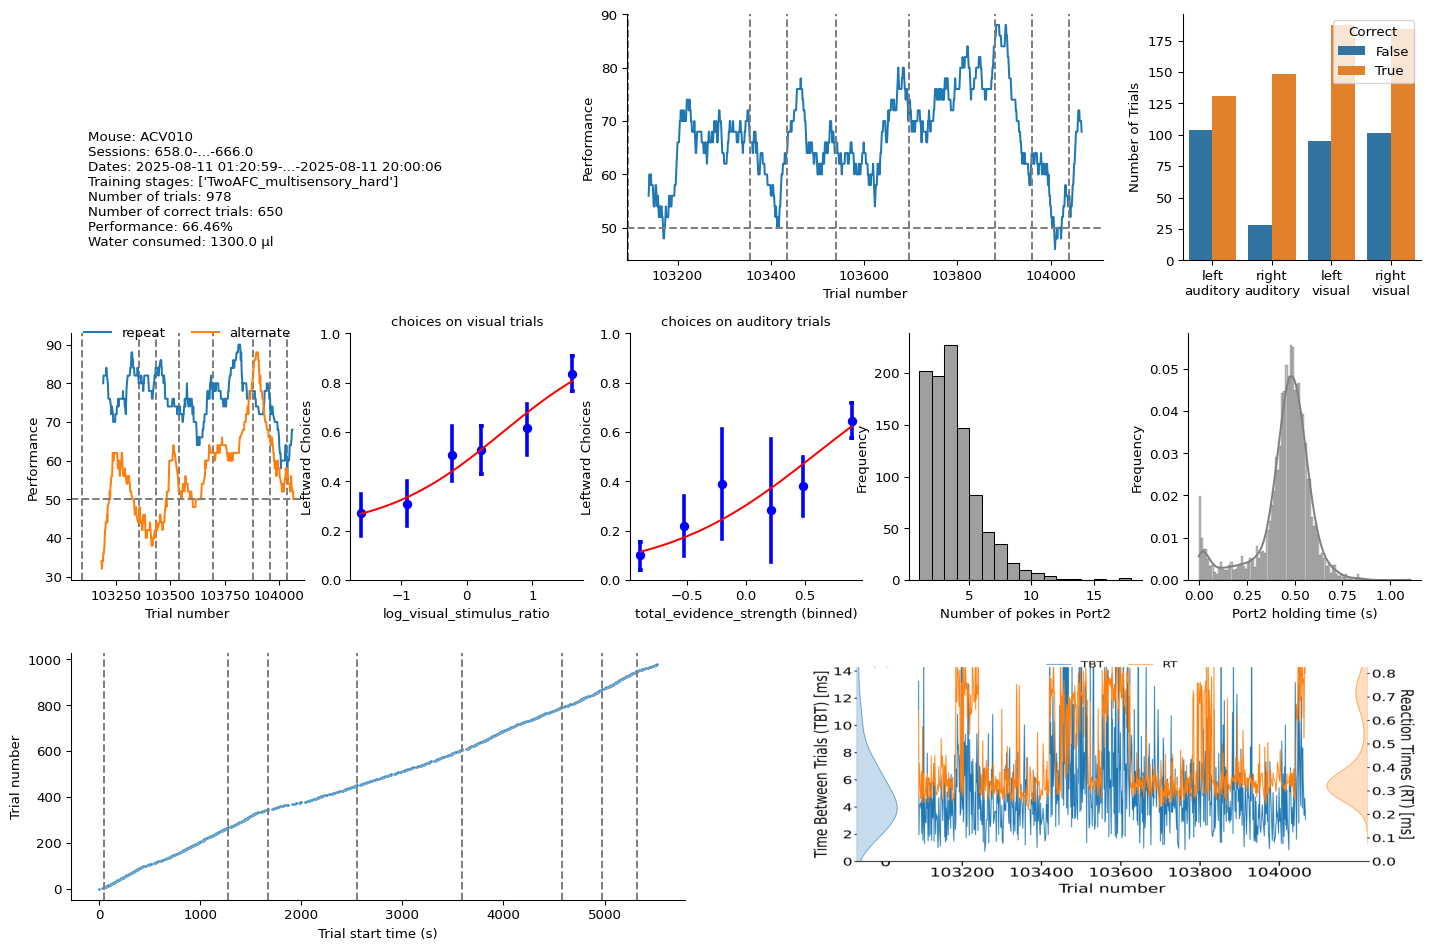 Mouse: ACV010
Sessions: 658.0-...-666.0
Dates: 2025-08-11 01:20:59-...-2025-08-11 20:00:06
Training stages: ['TwoAFC_multisensory_hard']
Number of trials: 978
Number of correct trials: 650
Performance: 66.46%
Water consumed: 1300.0 µl
90
80
70
60
50
Performance
103200 103400 103600 103800 104000
Trial number
175
150
125
100
75
50
25
0
Number of Trials
Correct
False
True
left auditory
right auditory
left visual
right visual
repeat alternate
90
80
70
60
50
40
30
Performance
103250 103500 103750 104000
Trial number
choices on visual trials
1.0
0.8
0.6
0.4
0.2
0.0
Leftward Choices
−1 0 1
log_visual_stimulus_ratio
choices on auditory trials
1.0
0.8
0.6
0.4
0.2
0.0
Leftward Choices
−0.5 0.0 0.5
total_evidence_strength (binned)
200
150
100
50
0
Frequency
5 10 15
Number of pokes in Port2
0.05
0.04
0.03
0.02
0.01
0.00
Frequency
0.00 0.25 0.50 0.75 1.00
Port2 holding time (s)
1000
800
600
400
200
0
Trial number
0 1000 2000 3000 4000 5000
Trial start time (s)
TBT RT
14
12
10
8
6
4
2
0
Time Between Trials (TBT) [ms]
0.8
0.7
0.6
0.5
0.4
0.3
0.2
0.1
0.0
Reaction Times (RT) [ms]
103200 103400 103600 103800 104000
Trial number